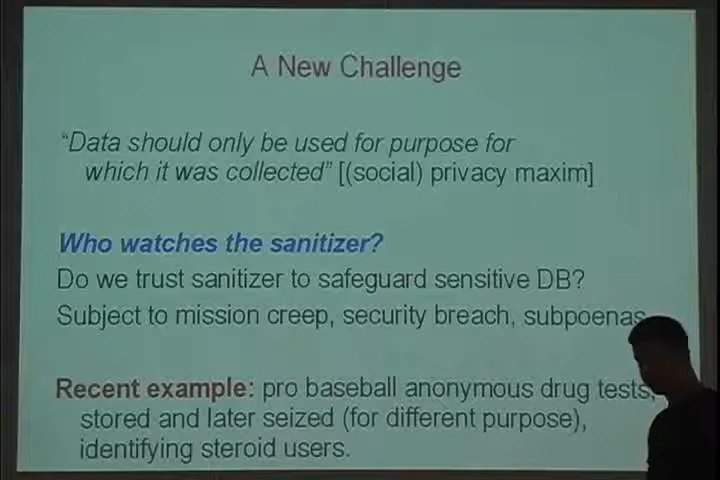 A New Challenge
"Data should only be used for purpose for
which it was collected" [(social) privacy maxim]
Who watches the sanitizer?
Do we trust sanitizer to safeguard sensitive DB?
Subject to mission creep, security breach, subpoenas
Recent example: pro baseball anonymous drug tests,
stored and later seized (for different purpose),
identifying steroid users.